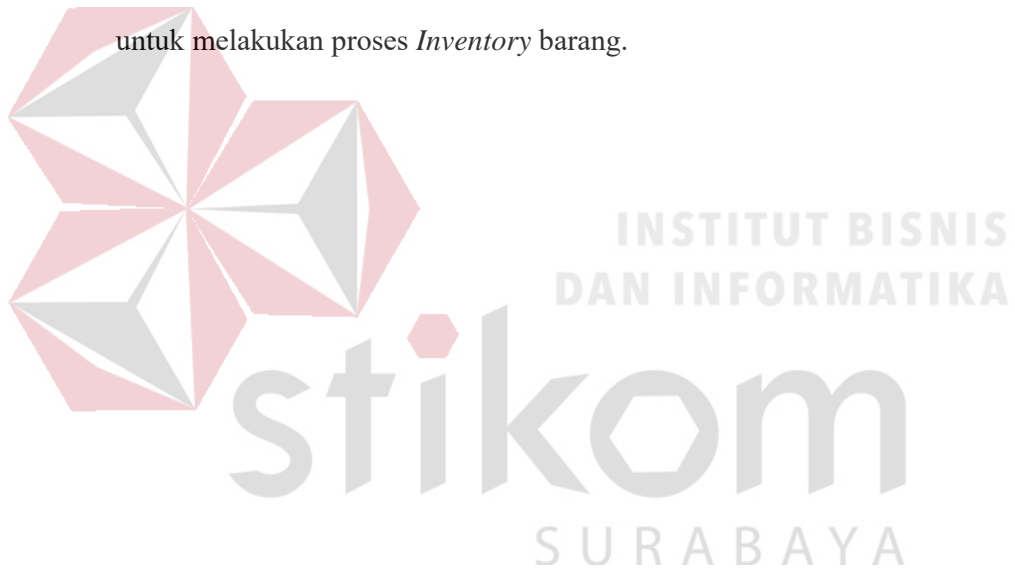 untuk melakukan proses Inventory barang.
INSTITUT BISNIS
DAN INFORMATIKA
stikom
SURABAYA